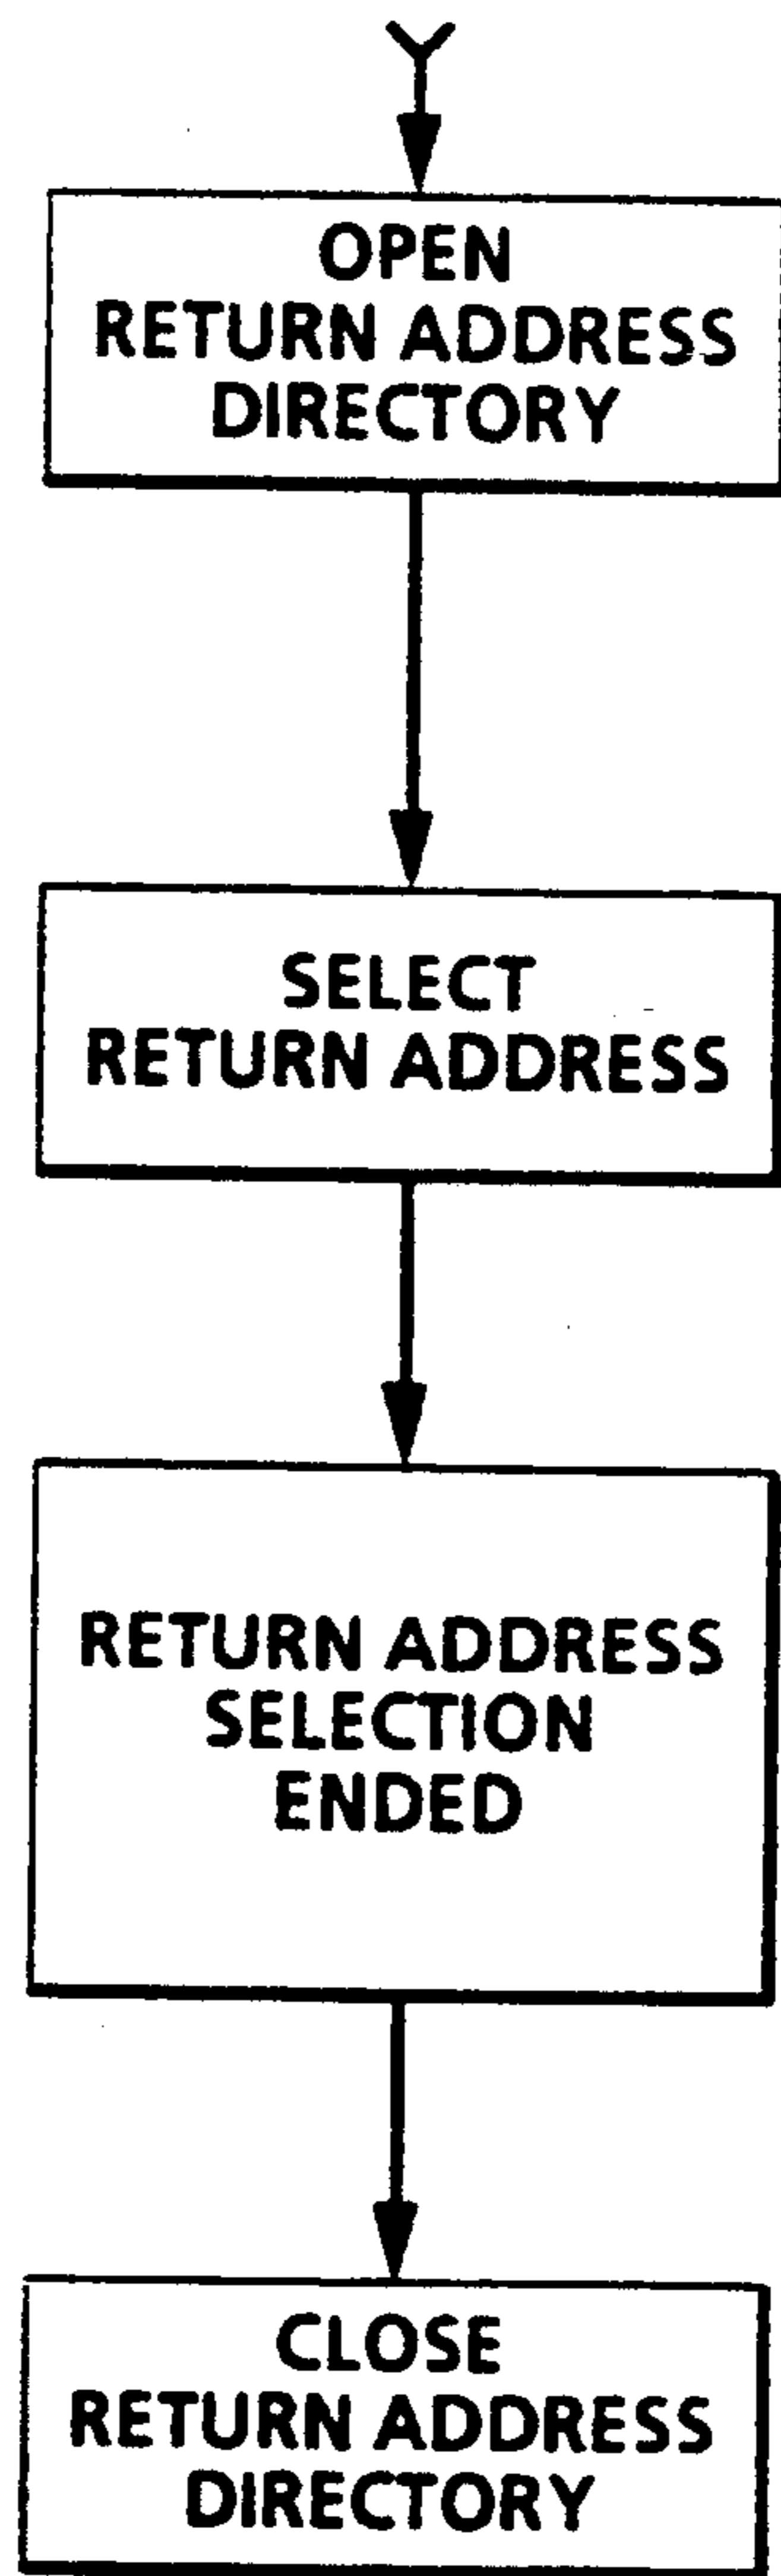 OPEN
RETURN ADDRESS
DIRECTORY
SELECT
RETURN ADDRESS
RETURN ADDRESS
SELECTION
ENDED
CLOSE
RETURN ADDRESS
DIRECTORY